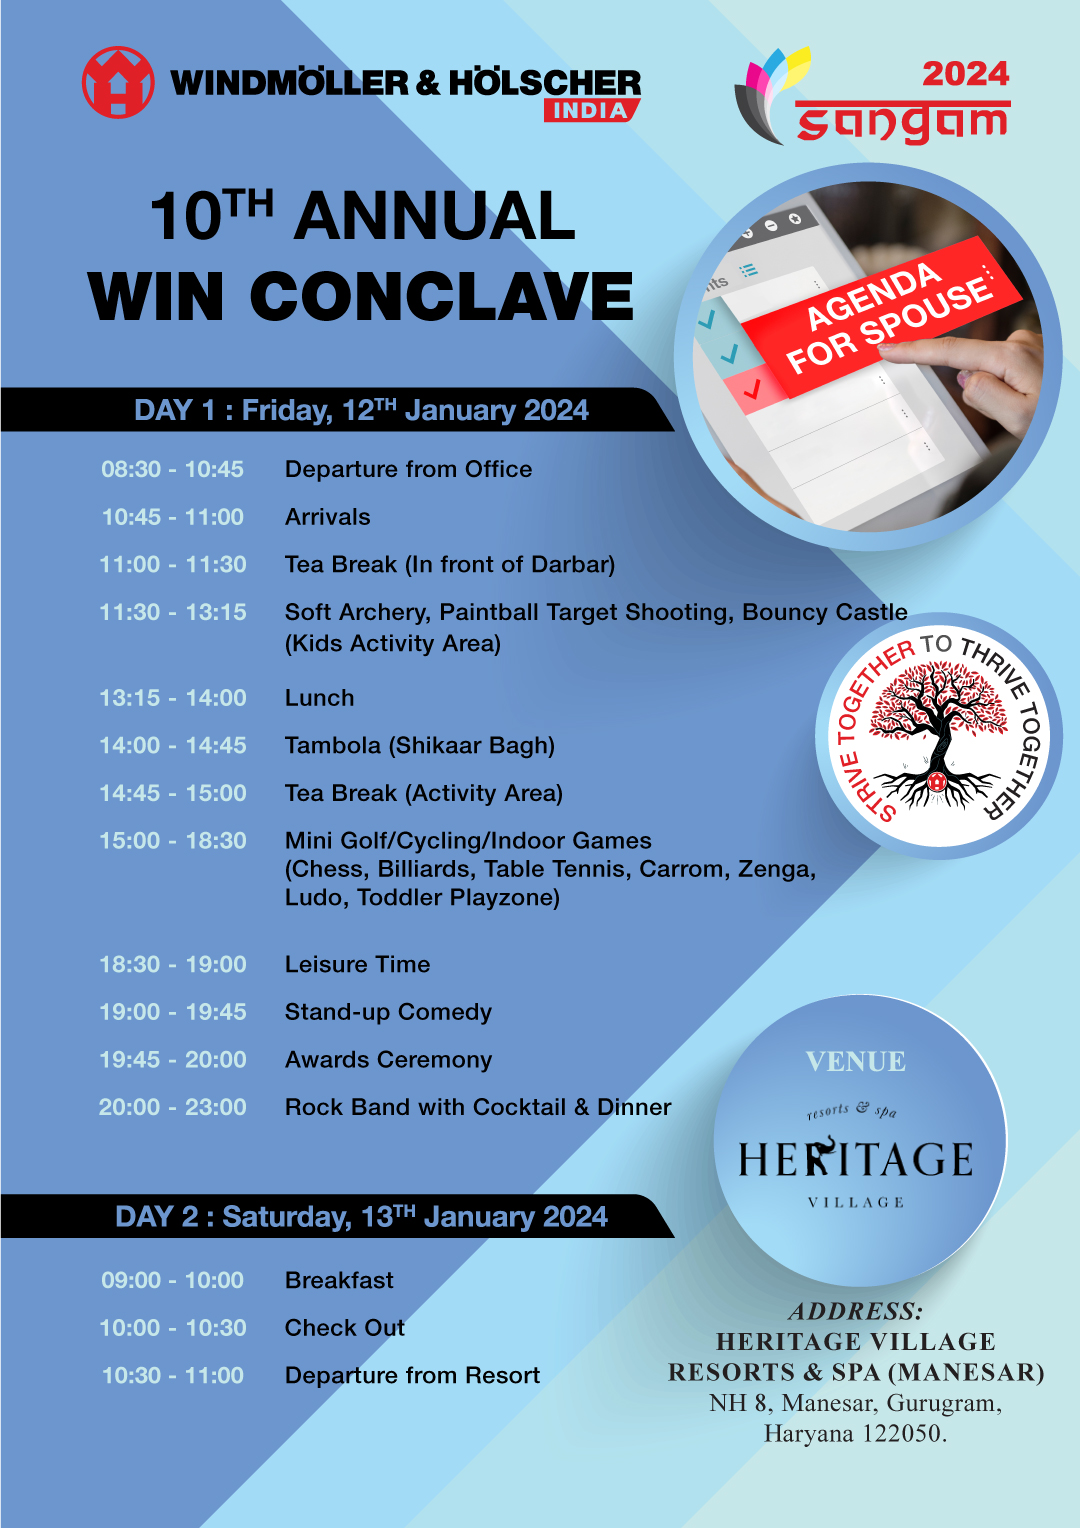 WINDMÖLLER & HÖLSCHER
INDIA
2024
sangam
10TH ANNUAL
WIN CONCLAVE
nts
AGENDA
FOR SPOUSE
DAY 1 : Friday, 12TH January 2024
08:30 - 10:45 Departure from Office
10:45 - 11:00 Arrivals
11:00 - 11:30 Tea Break (In front of Darbar)
11:30 - 13:15 Soft Archery, Paintball Target Shooting, Bouncy Castle
(Kids Activity Area)
13:15 - 14:00 Lunch
14:00 - 14:45 Tambola (Shikaar Bagh)
14:45 - 15:00 Tea Break (Activity Area)
15:00 - 18:30 Mini Golf/Cycling/Indoor Games
(Chess, Billiards, Table Tennis, Carrom, Zenga,
Ludo, Toddler Playzone)
STRIVE TOGETHER TO THRIVE TOGETHER
18:30 - 19:00 Leisure Time
19:00 - 19:45 Stand-up Comedy
19:45 - 20:00 Awards Ceremony
20:00 - 23:00 Rock Band with Cocktail & Dinner
VENUE
resorts & spa
HERITAGE
VILLAGE
DAY 2 : Saturday, 13TH January 2024
09:00 - 10:00 Breakfast
10:00 - 10:30 Check Out
10:30 - 11:00 Departure from Resort
ADDRESS:
HERITAGE VILLAGE
RESORTS & SPA (MANESAR)
NH 8, Manesar, Gurugram,
Haryana 122050.